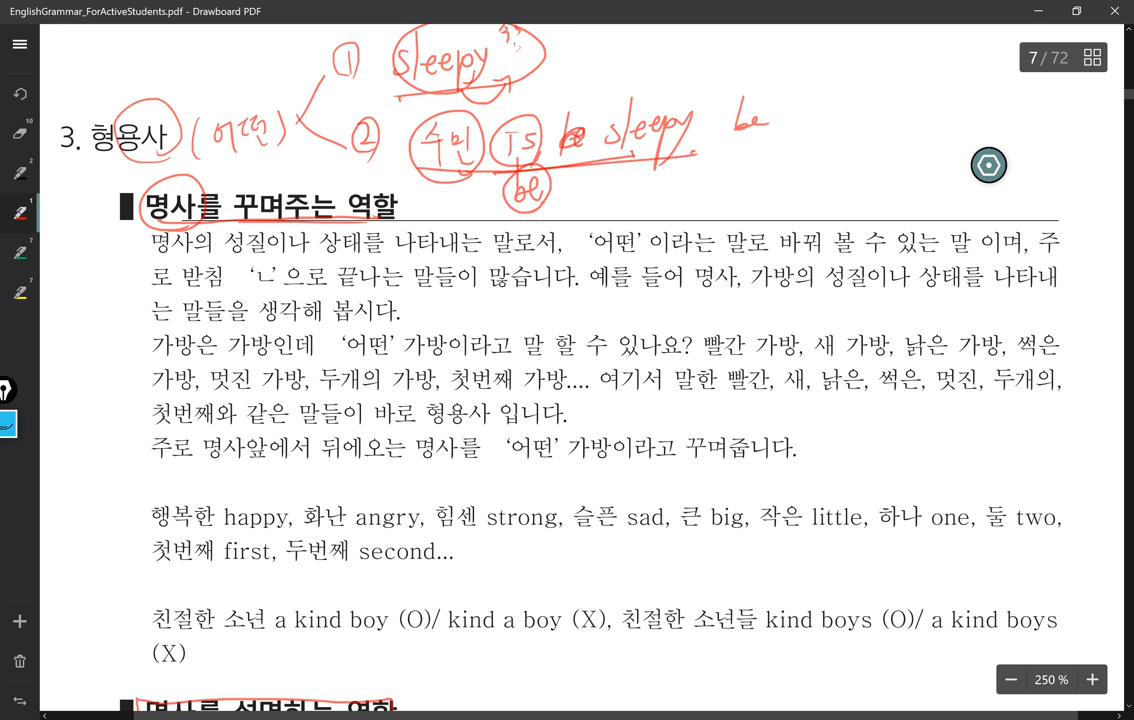 EnglishGrammar_ForActiveStudents.pdf - Drawboard PDF
7 / 72
① sleepy
3. 형용사 (어떤) ② 수민 is sleepy be
be
■ 명사를 꾸며주는 역할
명사의 성질이나 상태를 나타내는 말로서, ‘어떤’이라는 말로 바꿔 볼 수 있는 말 이며, 주
로 받침 ‘ㄴ’으로 끝나는 말들이 많습니다. 예를 들어 명사, 가방의 성질이나 상태를 나타내
는 말들을 생각해 봅시다.
가방은 가방인데 ‘어떤’ 가방이라고 말 할 수 있나요? 빨간 가방, 새 가방, 낡은 가방, 썩은
가방, 멋진 가방, 두개의 가방, 첫번째 가방.... 여기서 말한 빨간, 새, 낡은, 썩은, 멋진, 두개의,
첫번째와 같은 말들이 바로 형용사 입니다.
주로 명사앞에서 뒤에오는 명사를 ‘어떤’ 가방이라고 꾸며줍니다.
행복한 happy, 화난 angry, 힘센 strong, 슬픈 sad, 큰 big, 작은 little, 하나 one, 둘 two,
첫번째 first, 두번째 second...
친절한 소년 a kind boy (O)/ kind a boy (X), 친절한 소년들 kind boys (O)/ a kind boys
(X)
■ 명사를 설명하는 역할
10
2
1
7
7
250 %